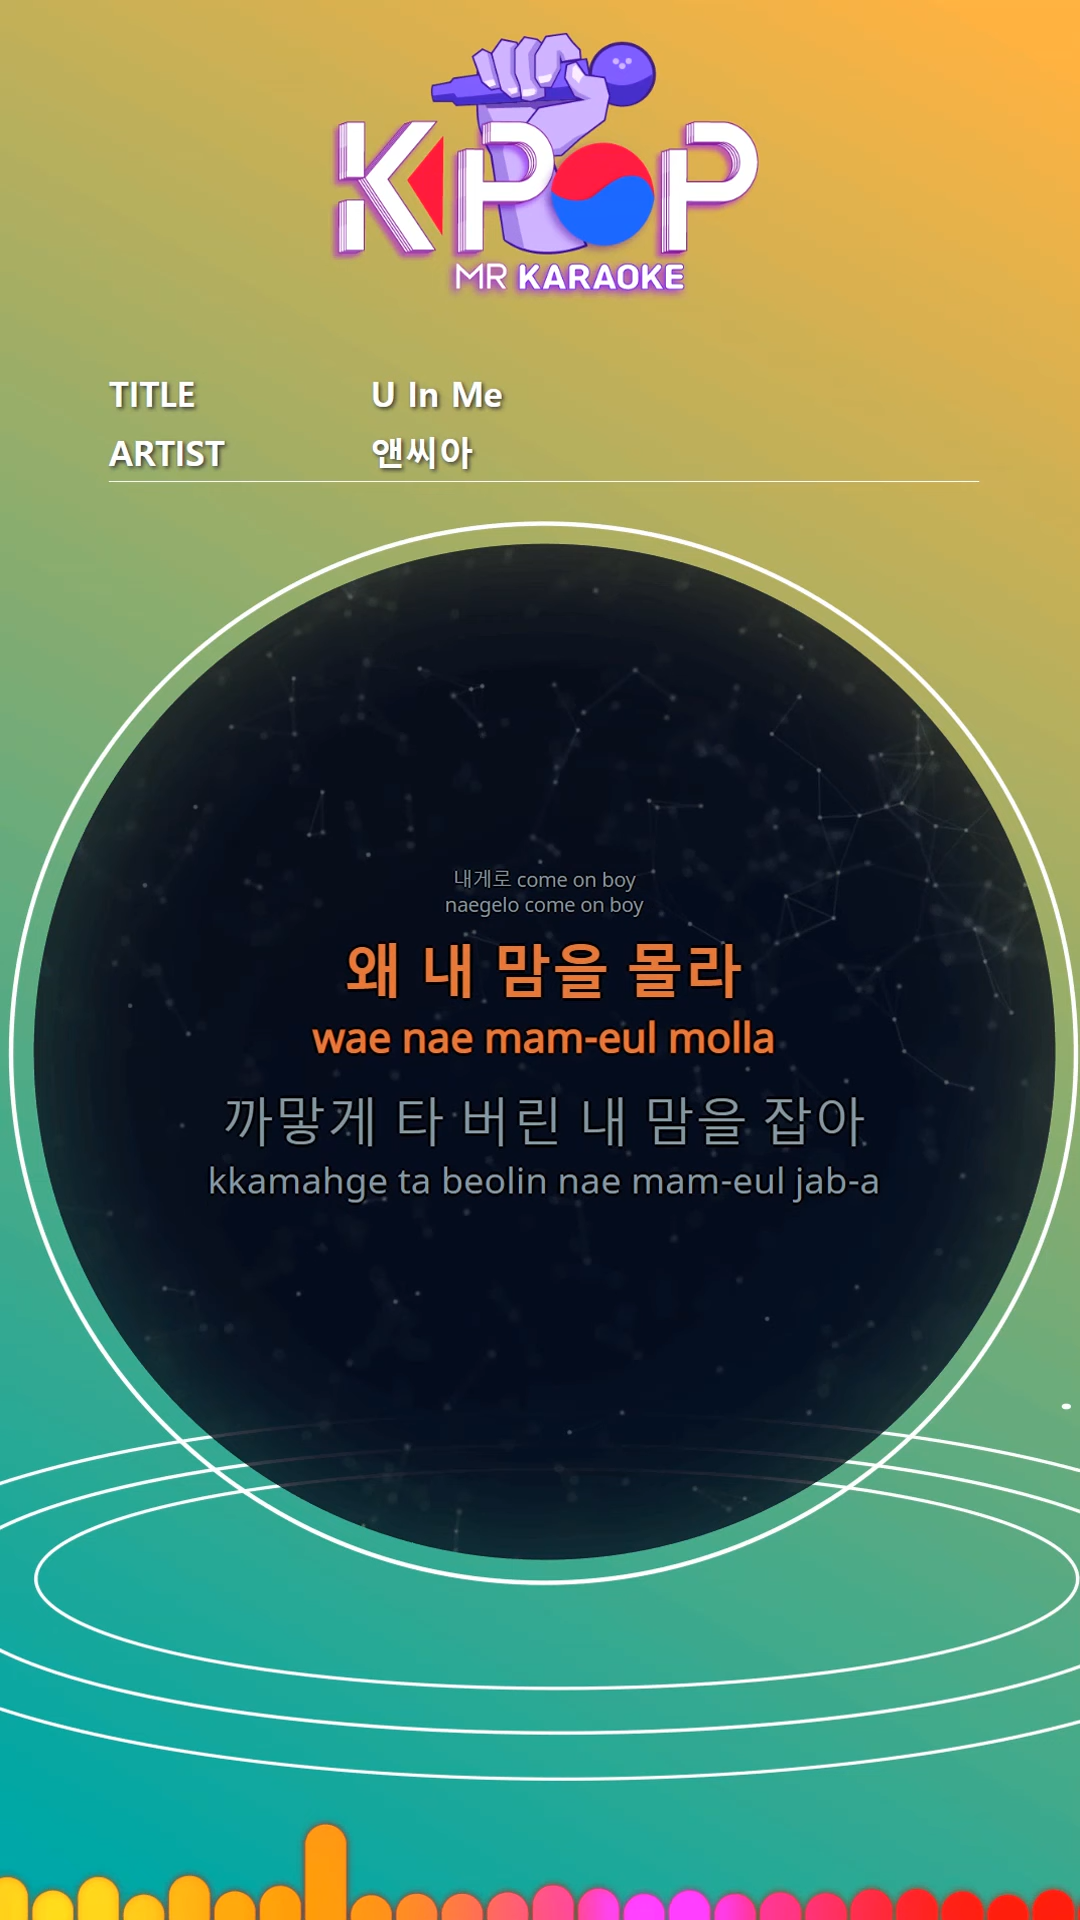 KPOP
MR KARAOKE
TITLE U In Me
ARTIST 앤씨아
내게로 come on boy
naegelo come on boy
왜 내 맘을 몰라
wae nae mam-eul molla
까맣게 타 버린 내 맘을 잡아
kkamahge ta beolin nae mam-eul jab-a